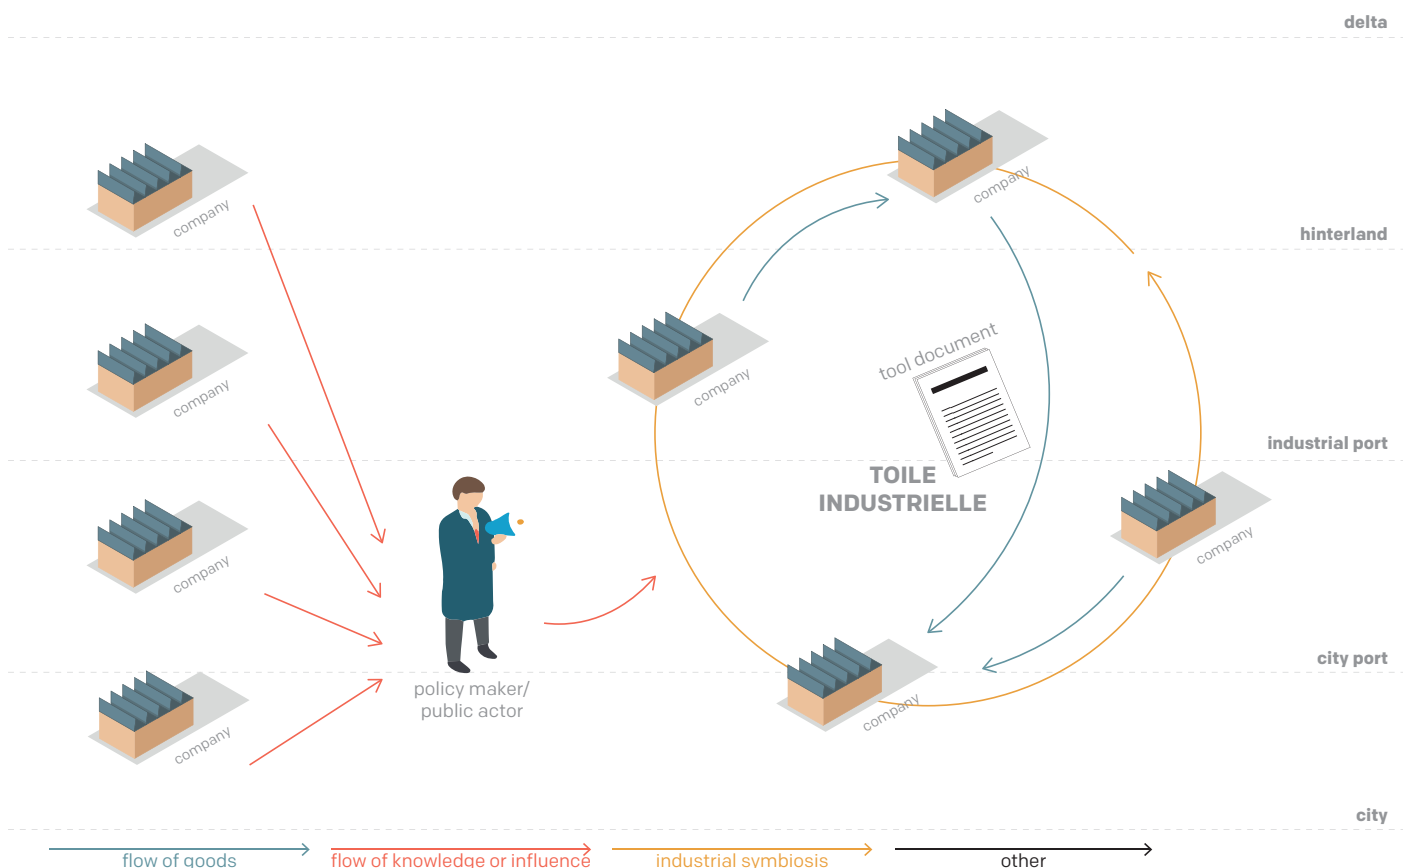 delta
company
company
hinterland
company
company
tool document
company
industrial port
TOILE
INDUSTRIELLE
company
company
city port
policy maker/
public actor
company
company
city
flow of goods
flow of knowledge or influence
industrial symbiosis
other